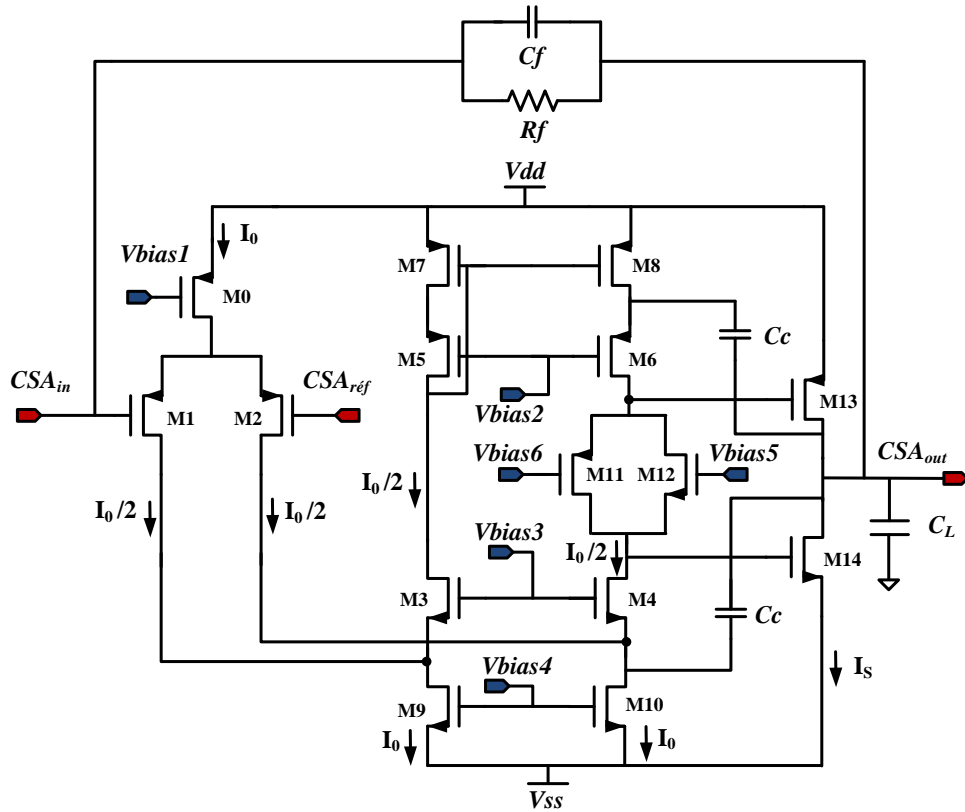 Cf
Rf
Vdd
I₀
Vbias1
M0
M7
M8
M5
M6
Cc
CSAin
CSAréf
M1
M2
Vbias2
M13
Vbias6
M11
M12
Vbias5
CSAout
I₀/2
I₀/2
I₀/2
Vbias3
I₀/2
CL
M14
M3
M4
Cc
Vbias4
IS
M9
M10
I₀
I₀
Vss